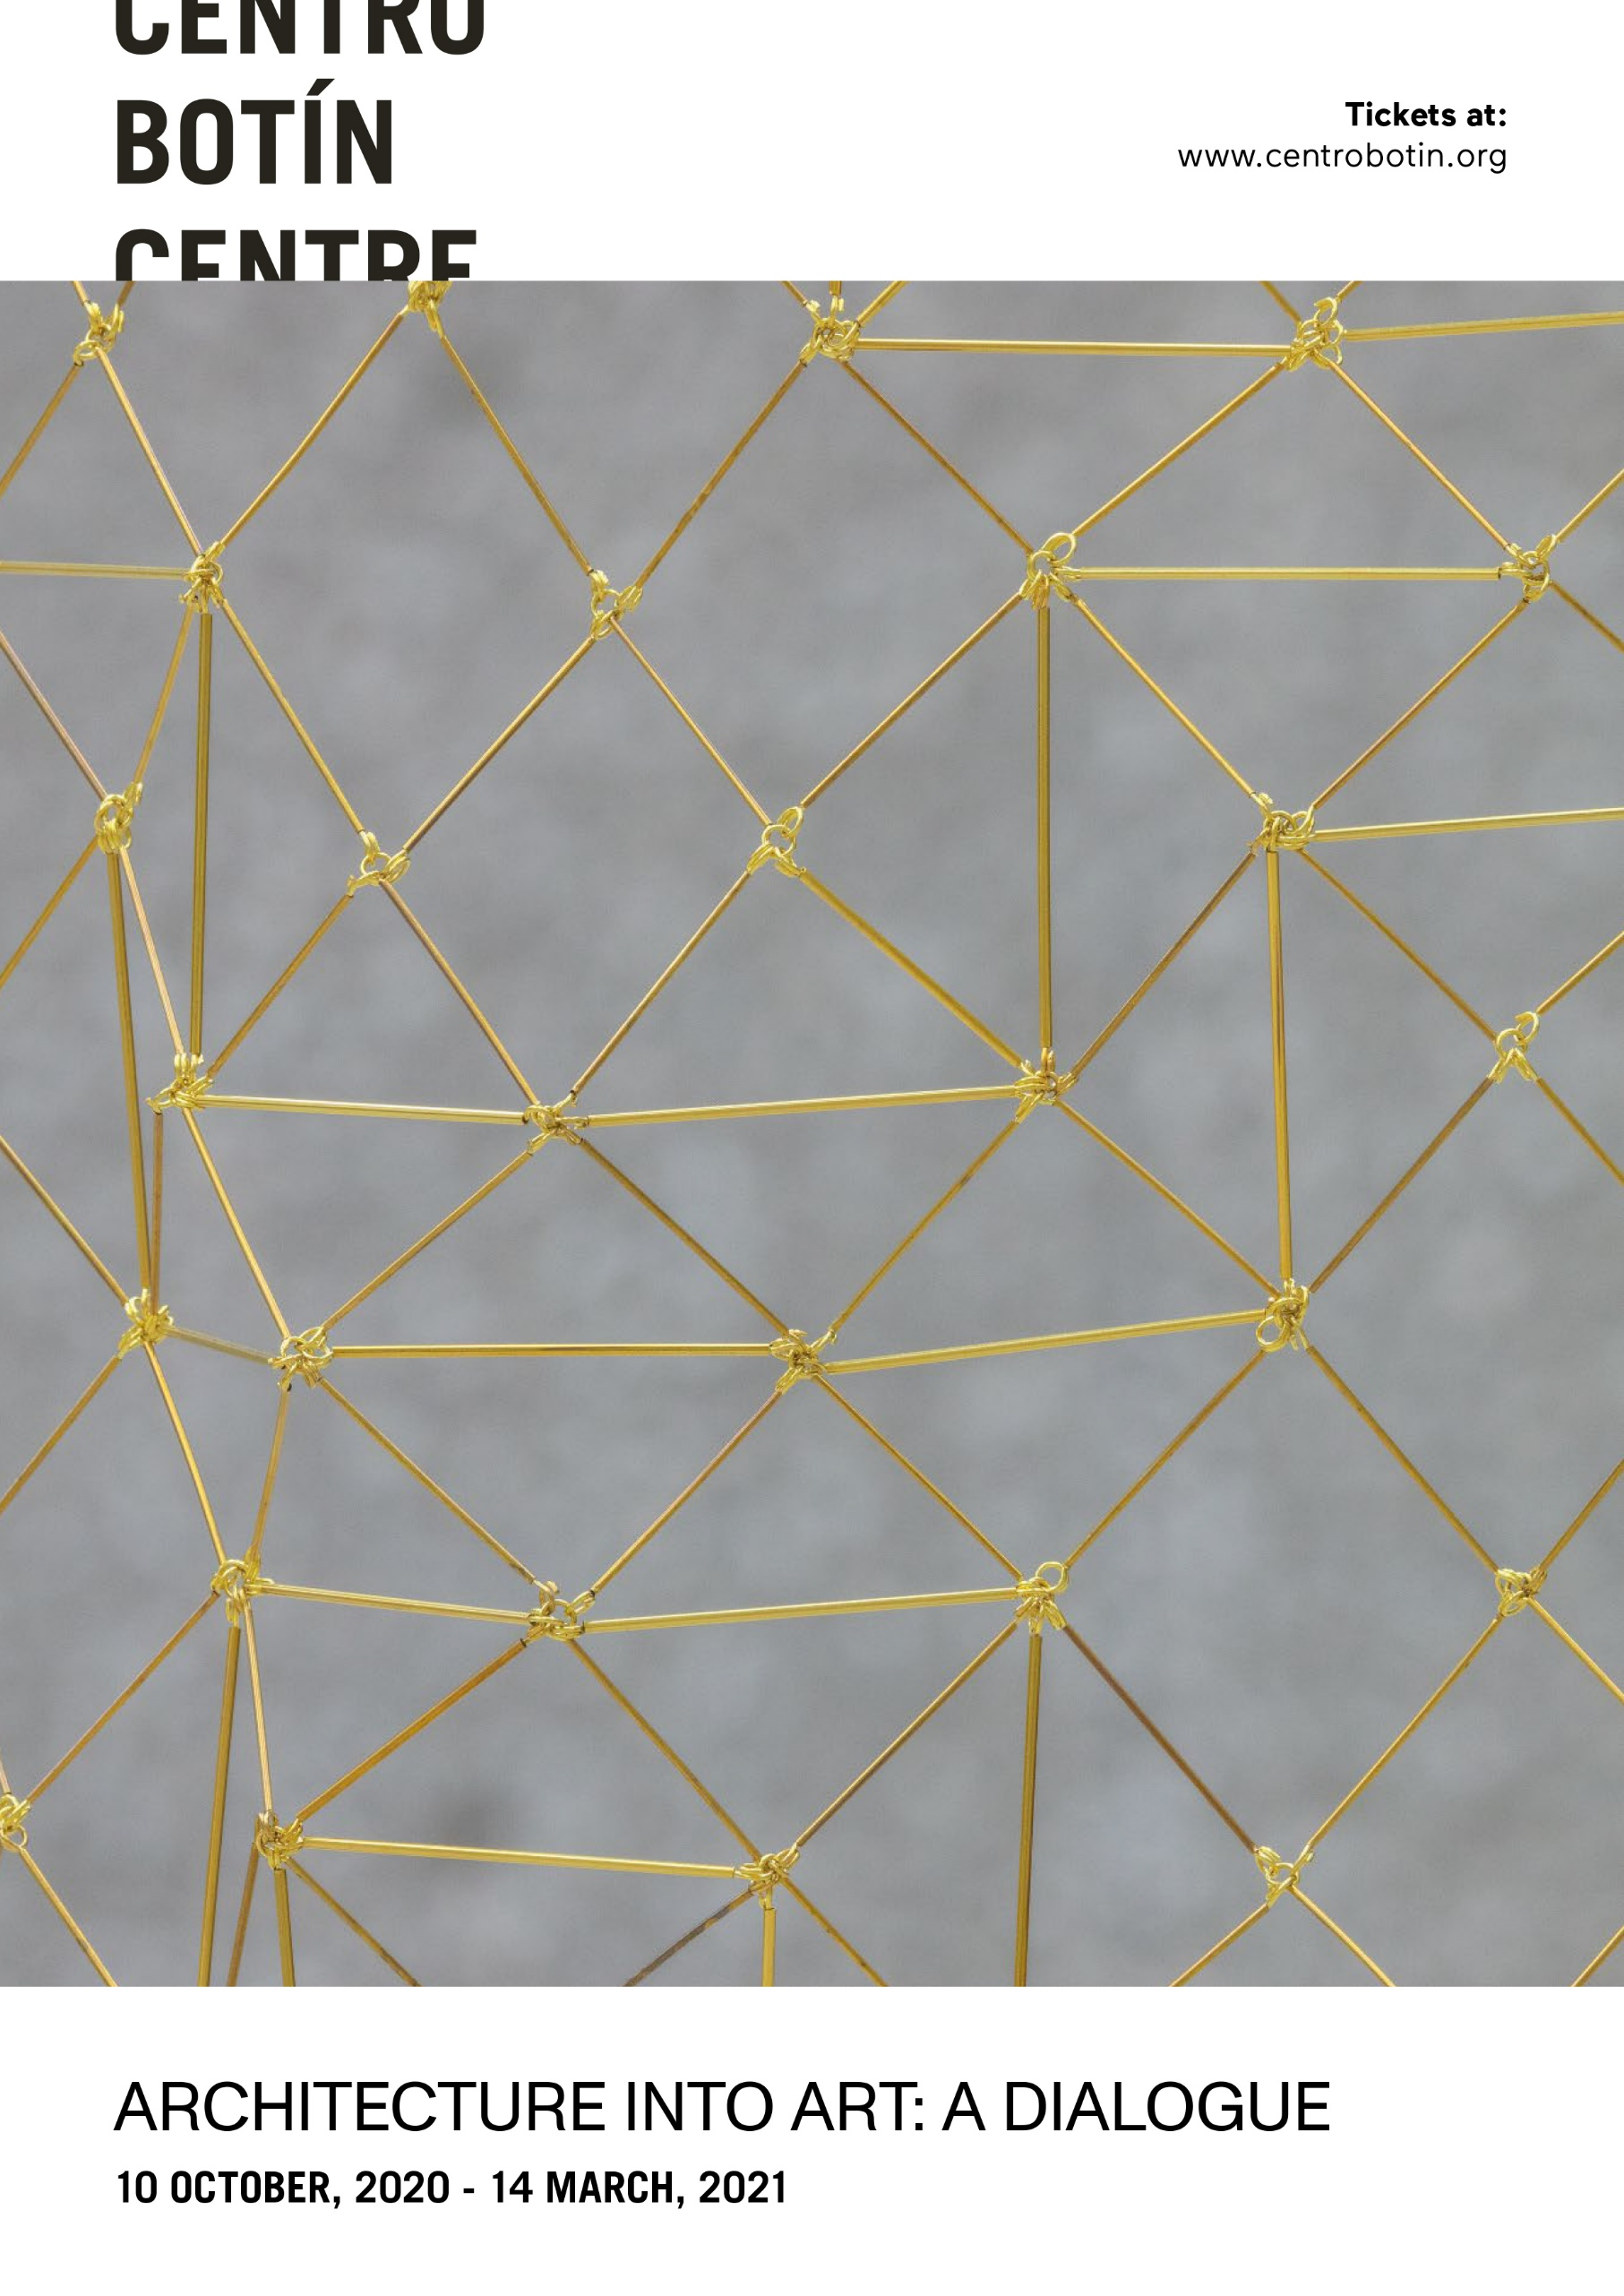 CENTRO
BOTÍN
CENTRE
Tickets at:
www.centrobotin.org
ARCHITECTURE INTO ART: A DIALOGUE
10 OCTOBER, 2020 - 14 MARCH, 2021